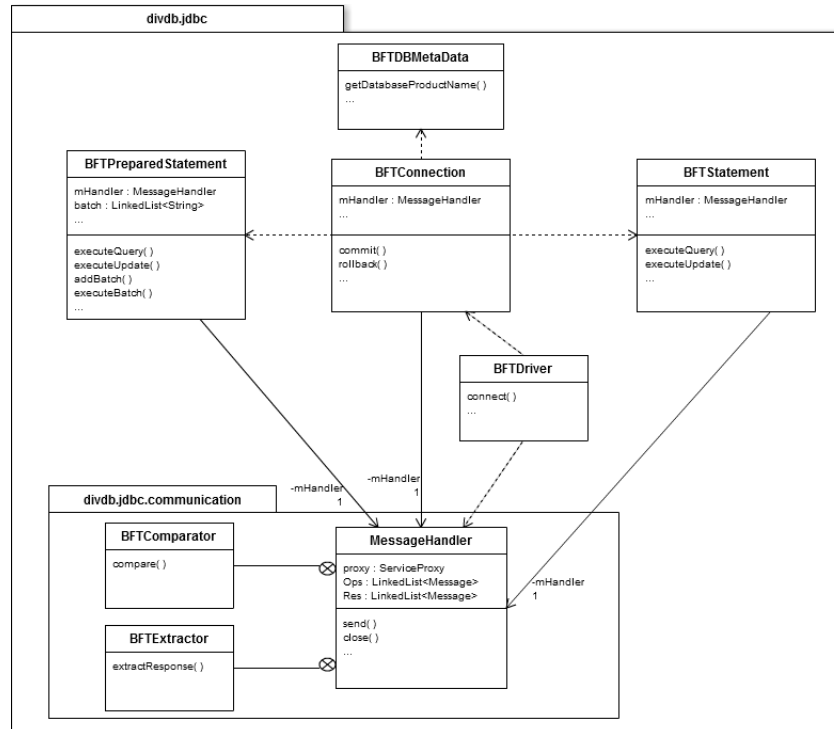 divdb.jdbc
BFTDBMetaData
getDatabaseProductName( )
...
BFTPreparedStatement
mHandler : MessageHandler
batch : LinkedList<String>
...
executeQuery( )
executeUpdate( )
addBatch( )
executeBatch( )
...
BFTConnection
mHandler : MessageHandler
...
commit( )
rollback( )
...
BFTStatement
mHandler : MessageHandler
...
executeQuery( )
executeUpdate( )
...
BFTDriver
connect( )
...
-mHandler
1
-mHandler
1
-mHandler
1
divdb.jdbc.communication
BFTComparator
compare( )
MessageHandler
proxy : ServiceProxy
Ops : LinkedList<Message>
Res : LinkedList<Message>
send( )
close( )
...
BFTExtractor
extractResponse( )